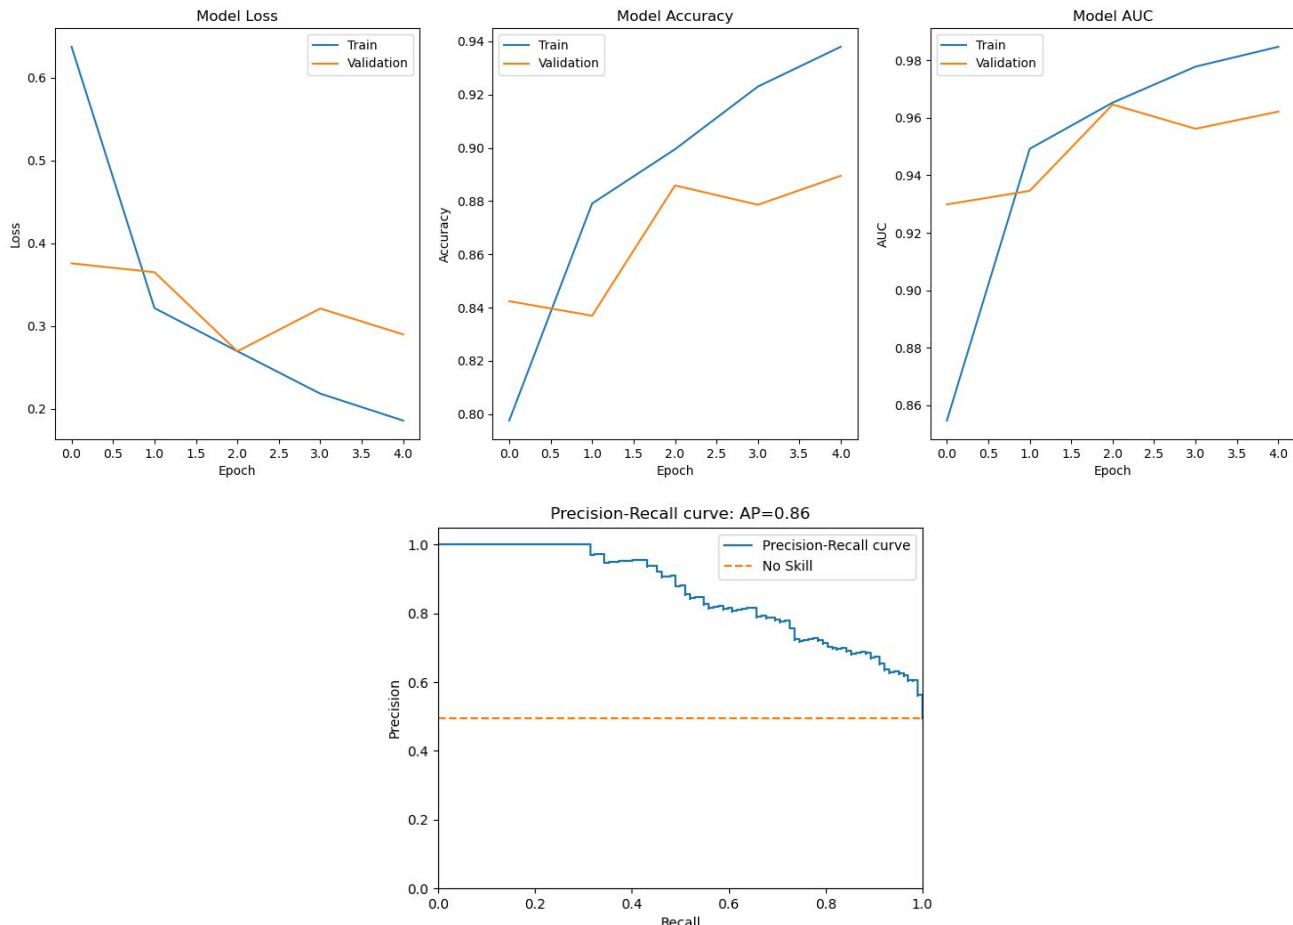 Model Loss
Train
Validation
0.6
0.5
0.4
0.3
0.2
Loss
0.0 0.5 1.0 1.5 2.0 2.5 3.0 3.5 4.0
Epoch
Model Accuracy
Train
Validation
0.94
0.92
0.90
0.88
0.86
0.84
0.82
0.80
Accuracy
0.0 0.5 1.0 1.5 2.0 2.5 3.0 3.5 4.0
Epoch
Model AUC
Train
Validation
0.98
0.96
0.94
0.92
0.90
0.88
0.86
AUC
0.0 0.5 1.0 1.5 2.0 2.5 3.0 3.5 4.0
Epoch
Precision-Recall curve: AP=0.86
Precision-Recall curve
No Skill
1.0
0.8
0.6
0.4
0.2
0.0
Precision
0.0 0.2 0.4 0.6 0.8 1.0
Recall